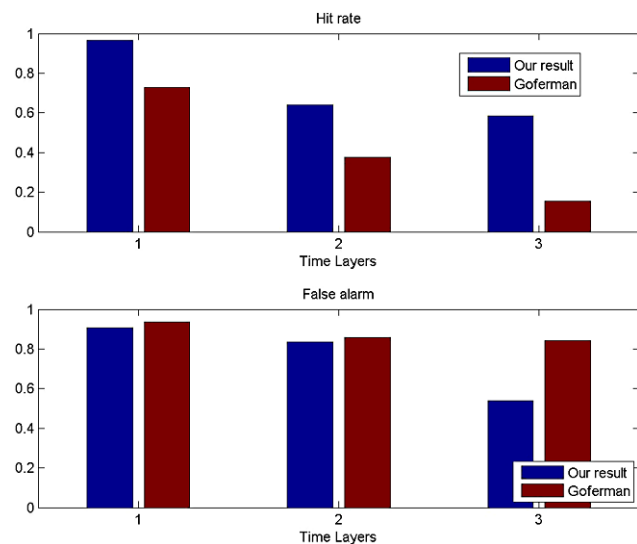 Hit rate
1
0.8
0.6
0.4
0.2
0
Our result
Goferman
1 2 3
Time Layers
False alarm
1
0.8
0.6
0.4
0.2
0
Our result
Goferman
1 2 3
Time Layers